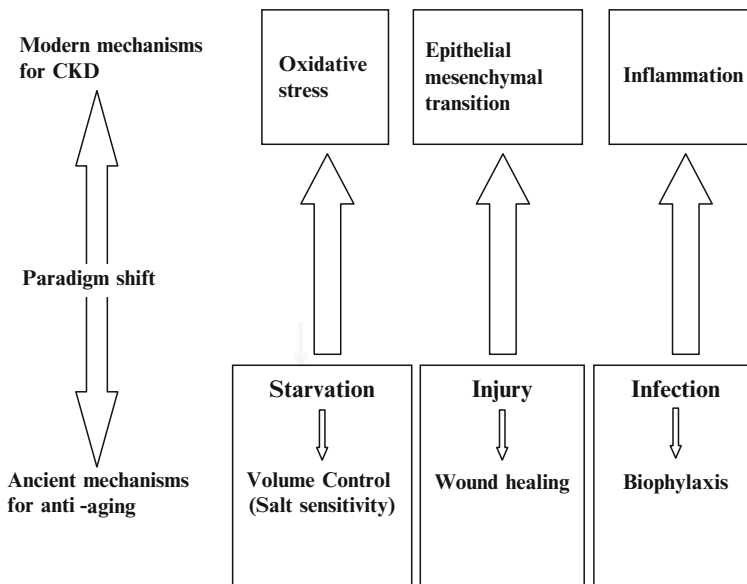 Modern mechanisms
for CKD
Oxidative
stress
Epithelial
mesenchymal
transition
Inflammation
Paradigm shift
Starvation
Injury
Infection
Ancient mechanisms
for anti -aging
Volume Control
(Salt sensitivity)
Wound healing
Biophylaxis